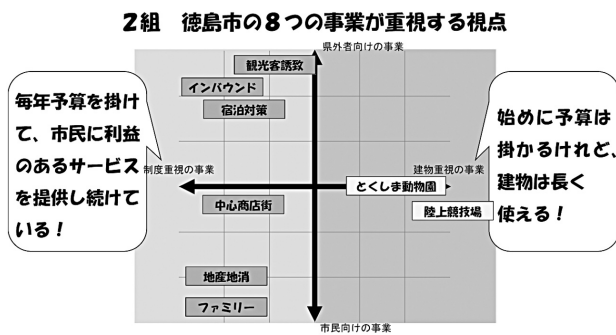 2組　徳島市の8つの事業が重視する視点
県外者向けの事業
観光客誘致
インバウンド
宿泊対策
毎年予算を掛け
て、市民に利益
のあるサービス
を提供し続けて
いる！
始めに予算は
掛かるけれど、
建物は長く
使える！
制度重視の事業
建物重視の事業
とくしま動物園
中心商店街
陸上競技場
地産地消
ファミリー
市民向けの事業